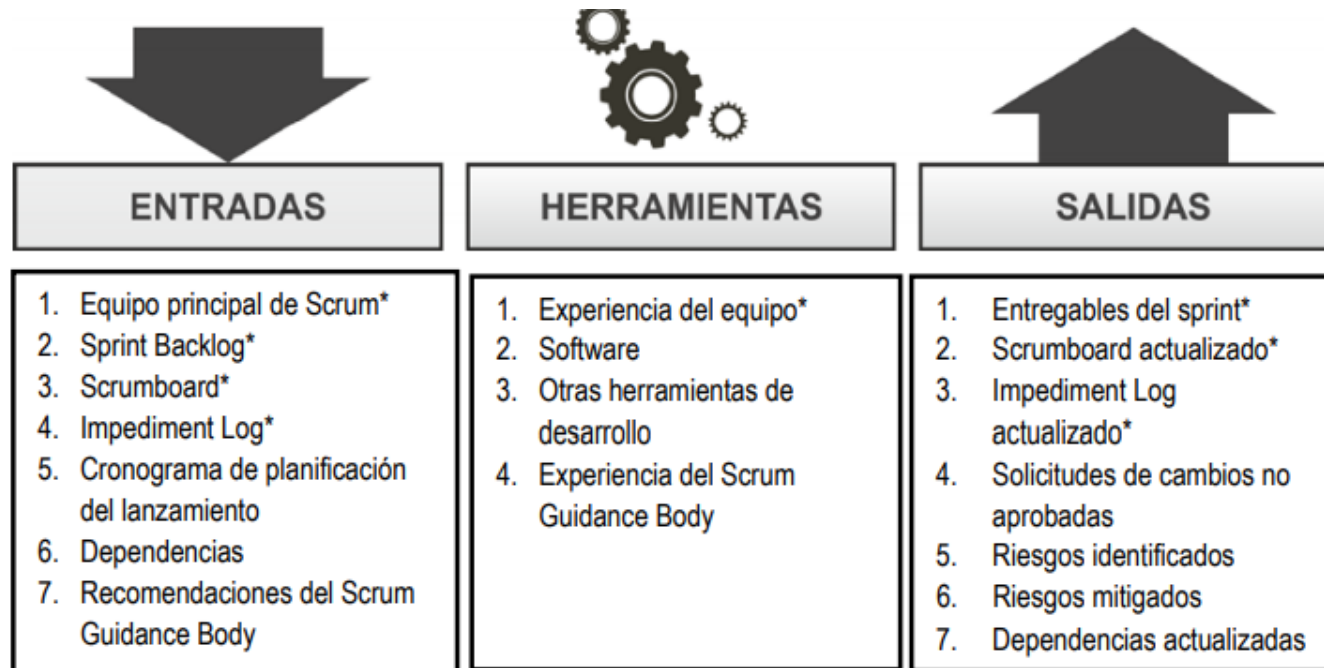 ENTRADAS
1. Equipo principal de Scrum*
2. Sprint Backlog*
3. Scrumboard*
4. Impediment Log*
5. Cronograma de planificación
del lanzamiento
6. Dependencias
7. Recomendaciones del Scrum
Guidance Body
HERRAMIENTAS
1. Experiencia del equipo*
2. Software
3. Otras herramientas de
desarrollo
4. Experiencia del Scrum
Guidance Body
SALIDAS
1. Entregables del sprint*
2. Scrumboard actualizado*
3. Impediment Log
actualizado*
4. Solicitudes de cambios no
aprobadas
5. Riesgos identificados
6. Riesgos mitigados
7. Dependencias actualizadas